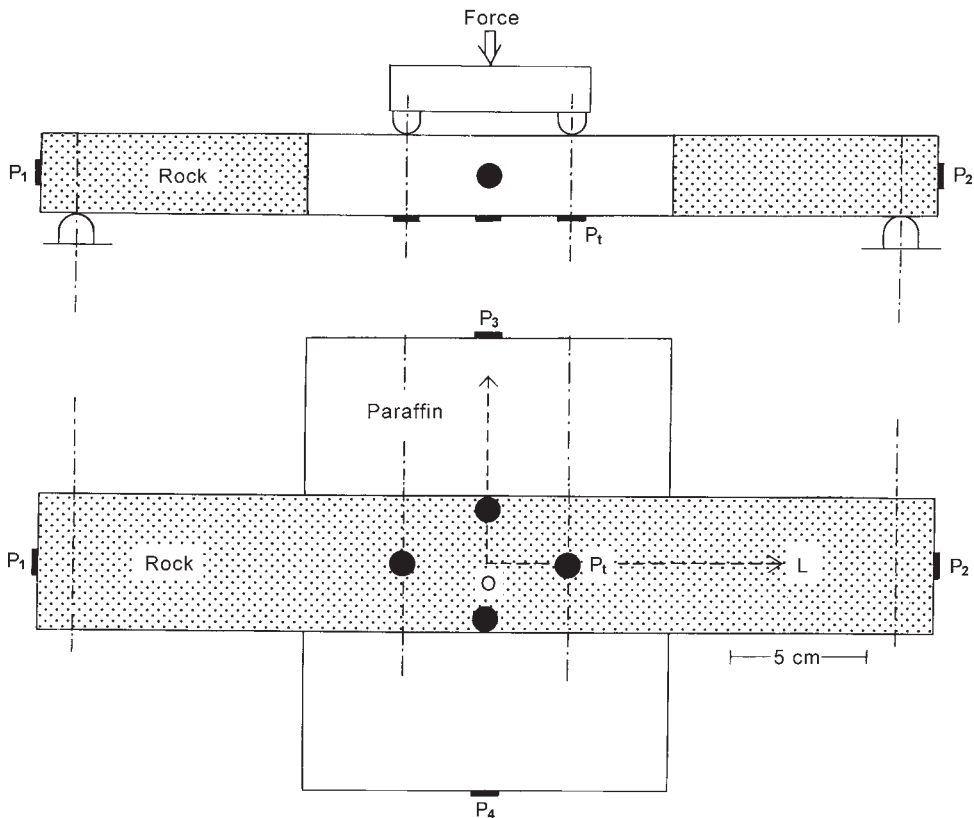 Force
P₁ Rock P₂
Pₜ
P₃
Paraffin
P₁ Rock Pₜ L P₂
O
5 cm
P₄